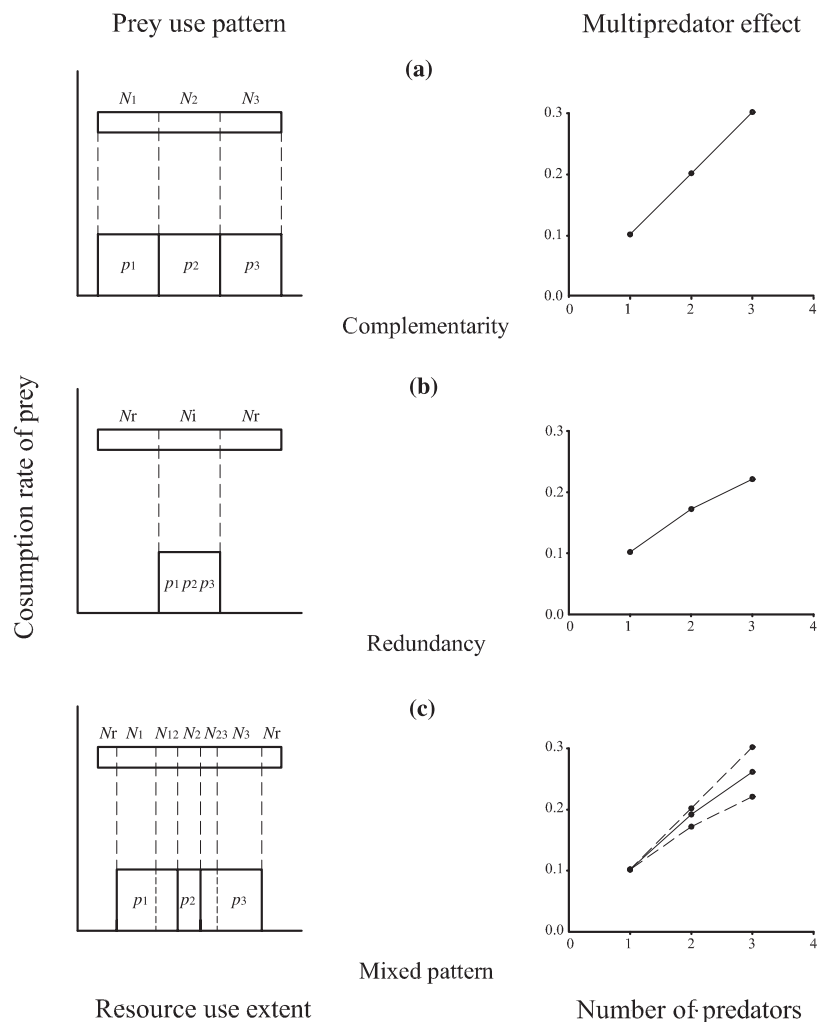 Prey use pattern
Multipredator effect
(a)
N1 N2 N3
p1 p2 p3
0.3
0.2
0.1
0.0
0 1 2 3 4
Complementarity
(b)
Nr Ni Nr
p1 p2 p3
0.3
0.2
0.1
0.0
0 1 2 3 4
Redundancy
Cosumption rate of prey
(c)
Nr N1 N12 N2 N23 N3 Nr
p1 p2 p3
0.3
0.2
0.1
0.0
0 1 2 3 4
Mixed pattern
Resource use extent
Number of predators